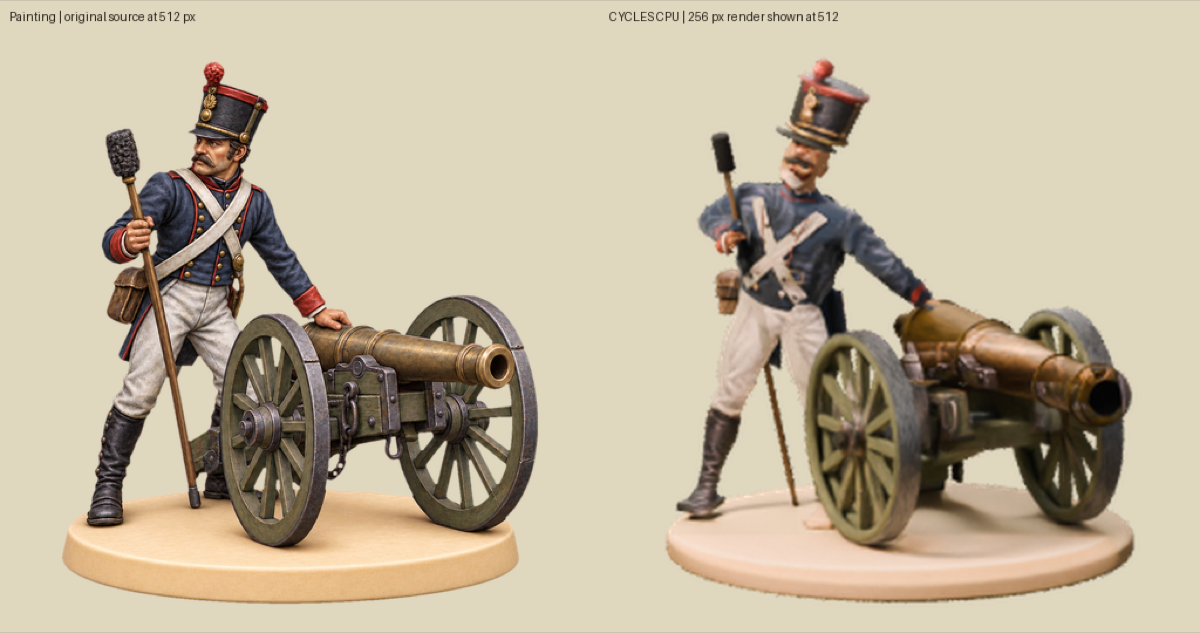 Painting | original source at 512 px
CYCLES CPU | 256 px render shown at 512